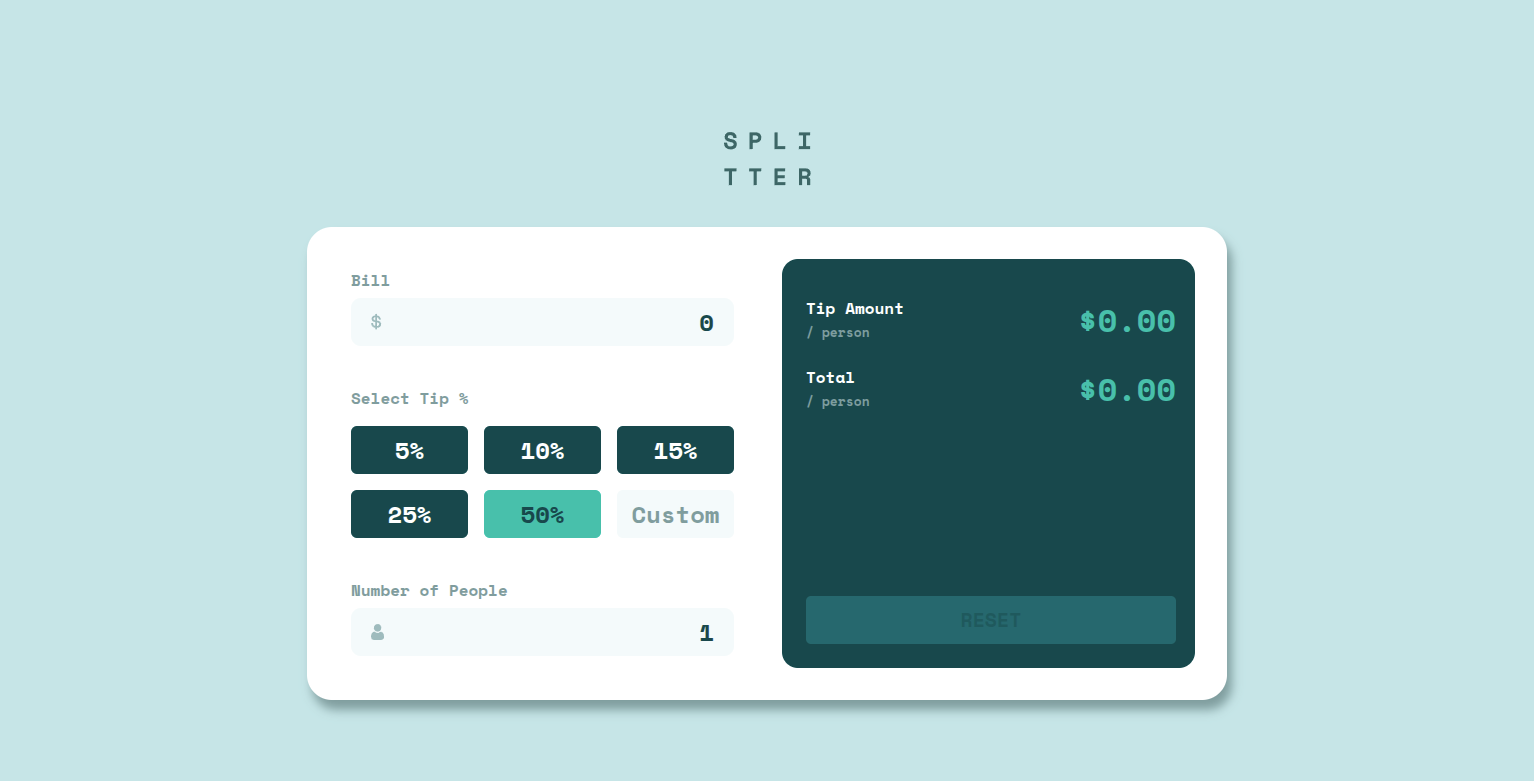 SPLI
TTER
Bill
$ 0
Select Tip %
5% 10% 15%
25% 50% Custom
Number of People
1
Tip Amount
/ person
$0.00
Total
/ person
$0.00
RESET